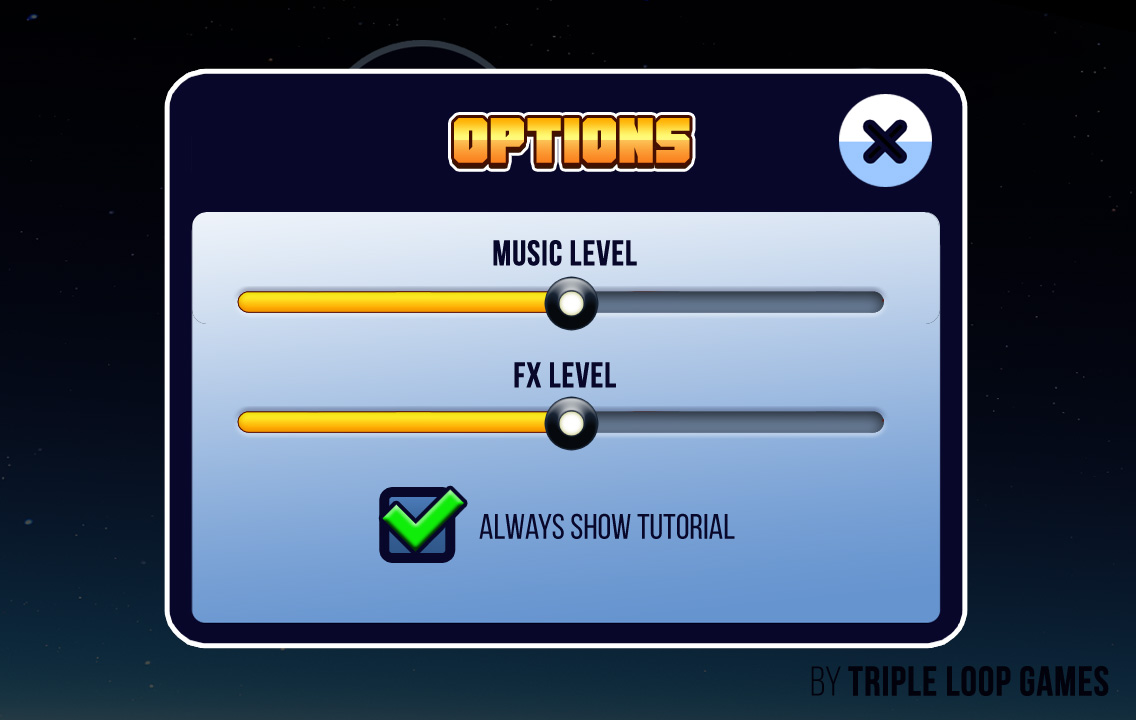 OPTIONS
MUSIC LEVEL
FX LEVEL
ALWAYS SHOW TUTORIAL
BY TRIPLE LOOP GAMES